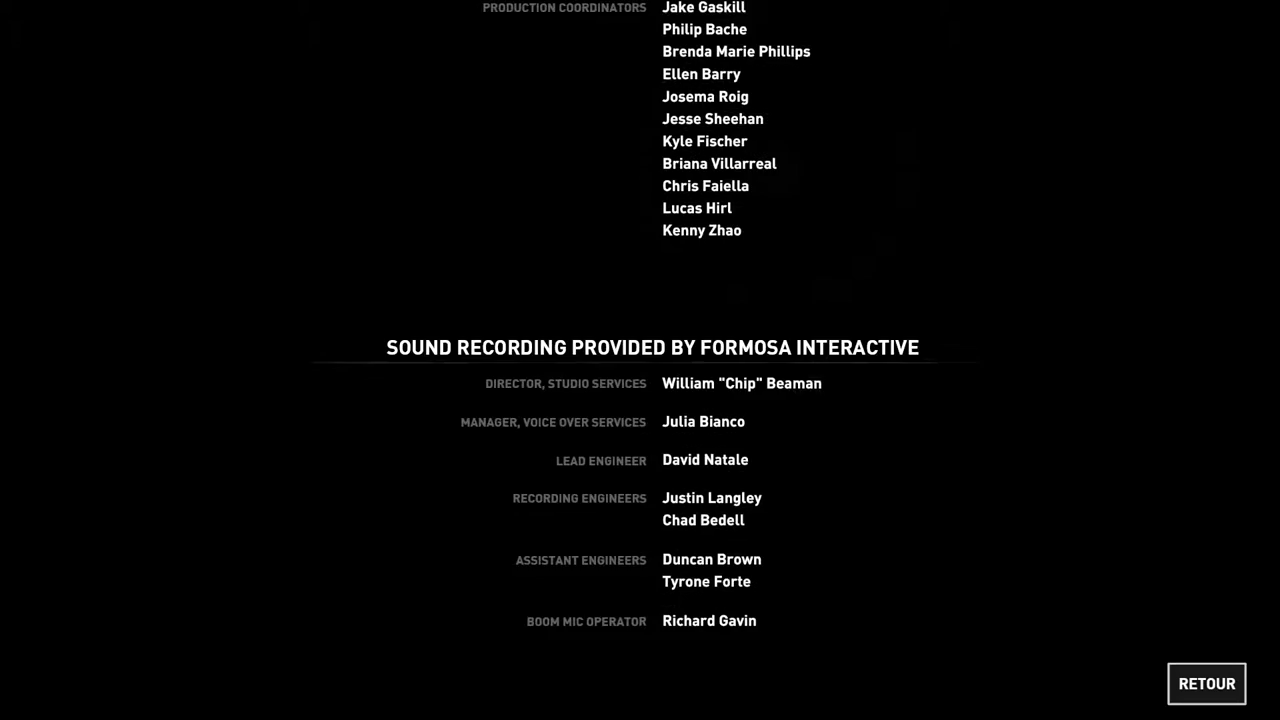 PRODUCTION COORDINATORS Jake Gaskill
Philip Bache
Brenda Marie Phillips
Ellen Barry
Josema Roig
Jesse Sheehan
Kyle Fischer
Briana Villarreal
Chris Faiella
Lucas Hirl
Kenny Zhao
SOUND RECORDING PROVIDED BY FORMOSA INTERACTIVE
DIRECTOR, STUDIO SERVICES William "Chip" Beaman
MANAGER, VOICE OVER SERVICES Julia Bianco
LEAD ENGINEER David Natale
RECORDING ENGINEERS Justin Langley
Chad Bedell
ASSISTANT ENGINEERS Duncan Brown
Tyrone Forte
BOOM MIC OPERATOR Richard Gavin
RETOUR